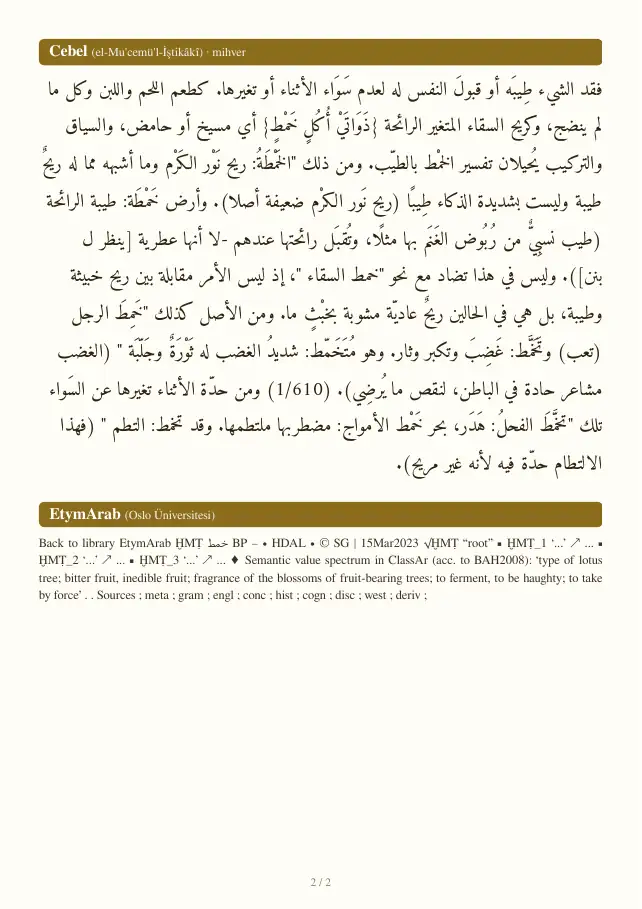 Cebel (el-Mu'cemü'l-İştikâkî) · mihver
فقد الشيء طِيبَه أو قبولَ النفس له لعدم سَوَاء الأثناء أو تغيرها. كطعم اللحم واللبن وكل ما
لم ينضج، وكريح السقاء المتغير الرائحة {ذَوَاتَيْ أُكُلٍ خَمْطٍ} أي مسيخ أو حامض، والسياق
والتركيب يُحيلان تفسير الخمْط بالطيّب. ومن ذلك "الخَمْطَةُ: ريح نَوْر الكَرْم وما أشبهه مما له ريحٌ
طيبة وليست بشديدة الذكاء طِيبًا (ريح نَور الكرْم ضعيفة أصلا). وأرض خَمْطَة: طيبة الرائحة
(طيب نسبِيٌّ من رُبُوض الغَنَم بها مثلًا، وتُقبَل رائحتها عندهم -لا أنها عطرية [ينظر ل
بنن]). وليس في هذا تضاد مع نحو "خمط السقاء "، إذ ليس الأمر مقابلة بين ريح خبيثة
وطيبة، بل هي في الحالين ريحٌ عاديّة مشوبة بخبْثٍ ما. ومن الأصل كذلك "خَمِطَ الرجل
(تعب) وتَخَمَّط: غَضِبَ وتكبر وثار. وهو مُتَخَمّط: شديدُ الغضب له ثَوْرَةٌ وجَلَبَة " (الغضب
مشاعر حادة في الباطن، لنقص ما يُرضِي). (1/610) ومن حدّة الأثناء تغيرها عن السَواء
تلك "تخمَّطَ الفحلُ: هَدَر، بحر خَمْط الأمواج: مضطربها ملتطمها. وقد تخمط: التطم " (فهذا
الالتطام حدّة فيه لأنه غير مريح).
EtymArab (Oslo Üniversitesi)
Back to library EtymArab ḪMṬ خمط BP – • HDAL • © SG | 15Mar2023 √ḪMṬ “root” ▪ ḪMṬ_1 ‘...’ ↗ ... ▪
ḪMṬ_2 ‘...’ ↗ ... ▪ ḪMṬ_3 ‘...’ ↗ ... ♦ Semantic value spectrum in ClassAr (acc. to BAH2008): ‘type of lotus
tree; bitter fruit, inedible fruit; fragrance of the blossoms of fruit-bearing trees; to ferment, to be haughty; to take
by force’ . . Sources ; meta ; gram ; engl ; conc ; hist ; cogn ; disc ; west ; deriv ;
2 / 2